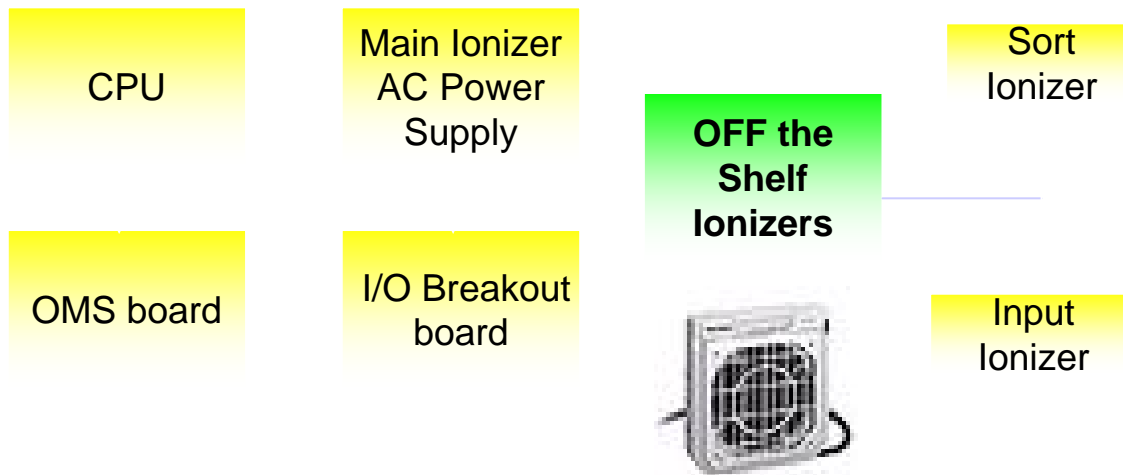 CPU
Main Ionizer
AC Power
Supply
OFF the
Shelf
Ionizers
Sort
Ionizer
OMS board
I/O Breakout
board
Input
Ionizer